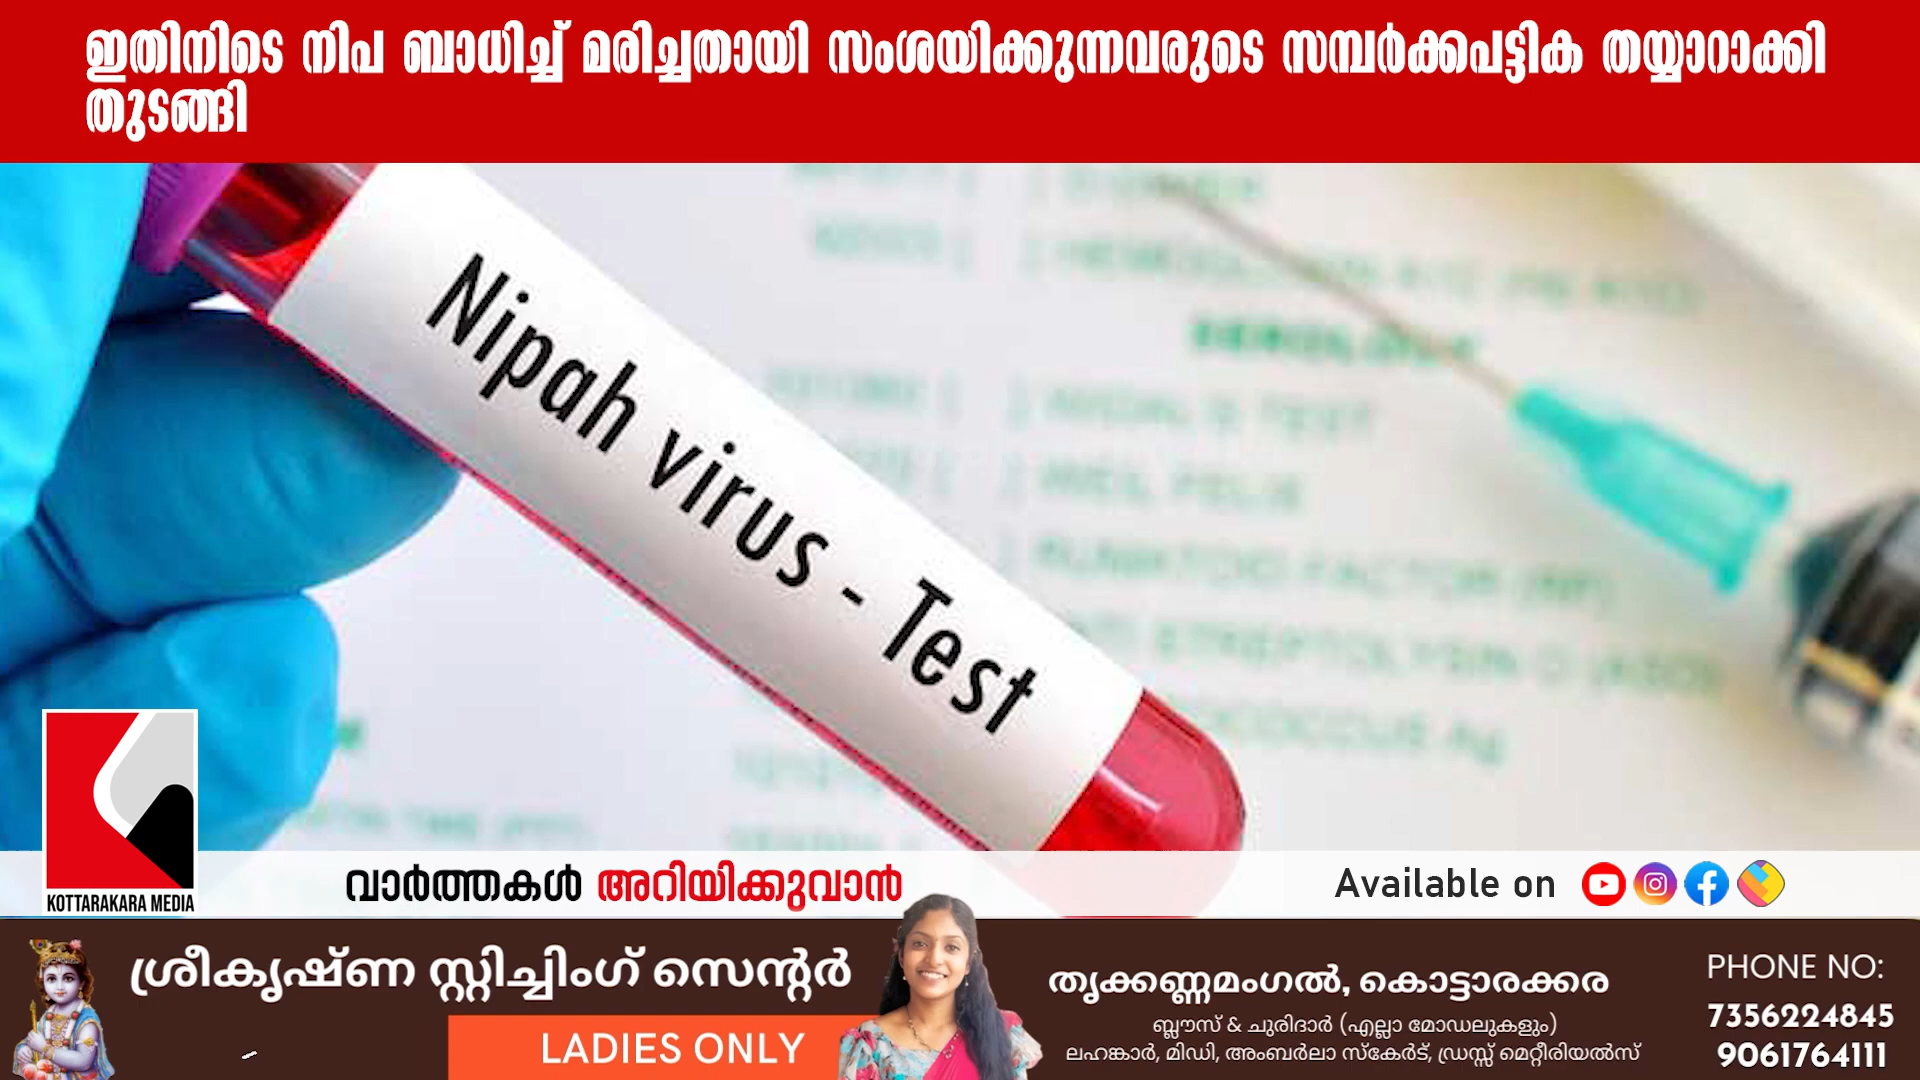 ഇതിനിടെ നിപ ബാധിച്ച് മരിച്ചതായി സംശയിക്കുന്നവരുടെ സമ്പർക്കപട്ടിക തയ്യാറാക്കി
തുടങ്ങി
Nipah virus - Test
KOTTARAKARA MEDIA
വാർത്തകൾ അറിയിക്കുവാൻ
Available on
ശ്രീകൃഷ്ണ സ്റ്റിച്ചിംഗ് സെന്റർ
LADIES ONLY
തൃക്കണ്ണമംഗൽ, കൊട്ടാരക്കര
ബ്ലൗസ് & ചുരിദാർ (എല്ലാ മോഡലുകളും)
ലഹങ്കാർ, മിഡി, അംബർലാ സ്കേർട്, ഡ്രസ്സ് മെറ്റീരിയൽസ്
PHONE NO:
7356224845
9061764111